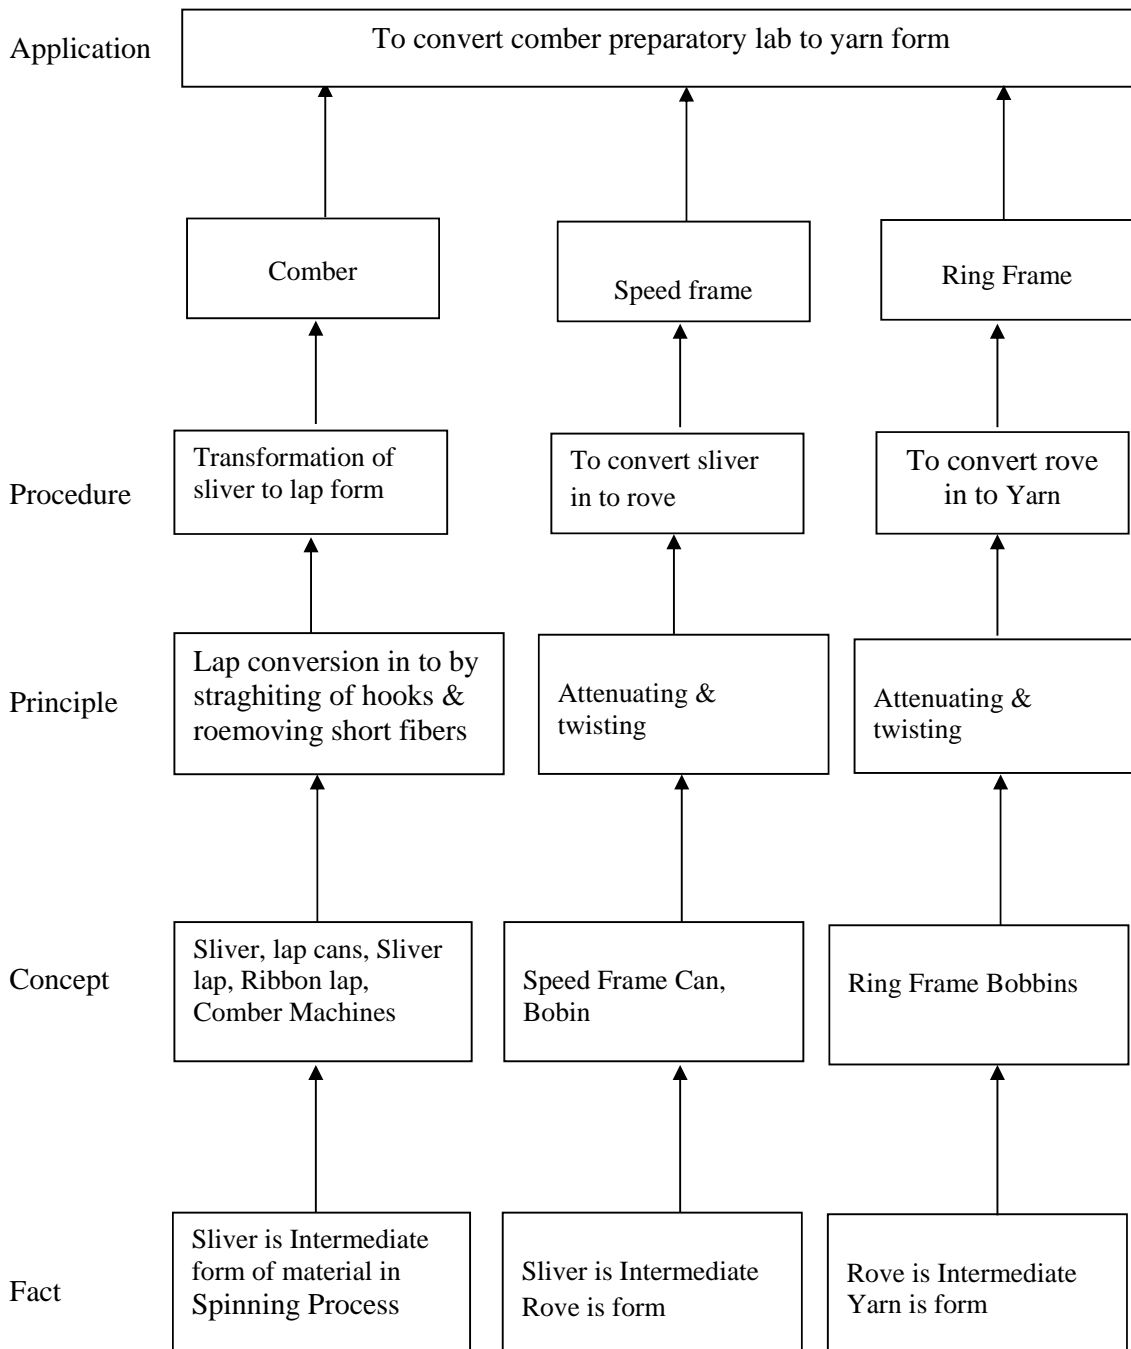 Application
To convert comber preparatory lab to yarn form
Comber
Speed frame
Ring Frame
Procedure
Transformation of
sliver to lap form
To convert sliver
in to rove
To convert rove
in to Yarn
Principle
Lap conversion in to by
straghiting of hooks &
roemoving short fibers
Attenuating &
twisting
Attenuating &
twisting
Concept
Sliver, lap cans, Sliver
lap, Ribbon lap,
Comber Machines
Speed Frame Can,
Bobin
Ring Frame Bobbins
Fact
Sliver is Intermediate
form of material in
Spinning Process
Sliver is Intermediate
Rove is form
Rove is Intermediate
Yarn is form